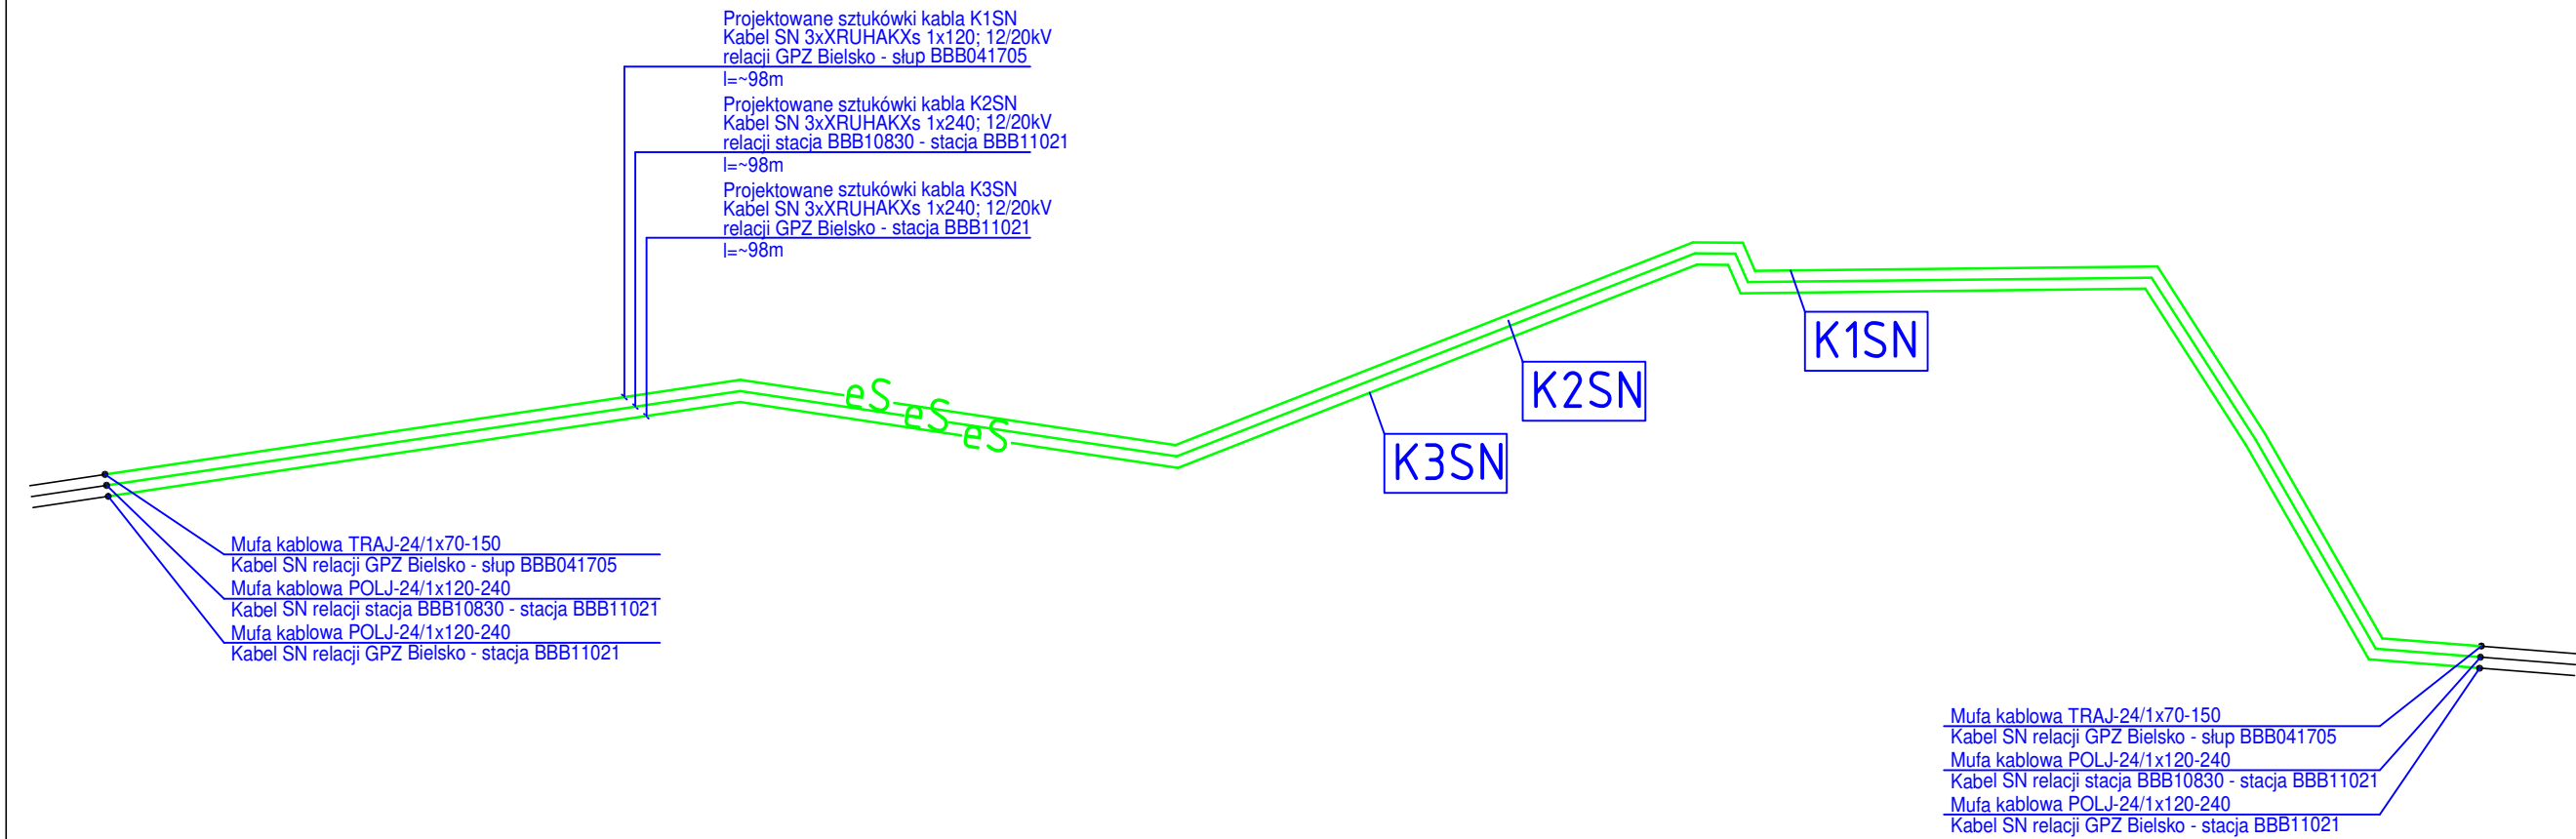 Projektowane sztukówki kabla K1SN
Kabel SN 3xXRUHAKXs 1x120; 12/20kV
relacji GPZ Bielsko - słup BBB041705
l=~98m
Projektowane sztukówki kabla K2SN
Kabel SN 3xXRUHAKXs 1x240; 12/20kV
relacji stacja BBB10830 - stacja BBB11021
l=~98m
Projektowane sztukówki kabla K3SN
Kabel SN 3xXRUHAKXs 1x240; 12/20kV
relacji GPZ Bielsko - stacja BBB11021
l=~98m
K1SN
K2SN
K3SN
eS
eS
eS
Mufa kablowa TRAJ-24/1x70-150
Kabel SN relacji GPZ Bielsko - słup BBB041705
Mufa kablowa POLJ-24/1x120-240
Kabel SN relacji stacja BBB10830 - stacja BBB11021
Mufa kablowa POLJ-24/1x120-240
Kabel SN relacji GPZ Bielsko - stacja BBB11021
Mufa kablowa TRAJ-24/1x70-150
Kabel SN relacji GPZ Bielsko - słup BBB041705
Mufa kablowa POLJ-24/1x120-240
Kabel SN relacji stacja BBB10830 - stacja BBB11021
Mufa kablowa POLJ-24/1x120-240
Kabel SN relacji GPZ Bielsko - stacja BBB11021